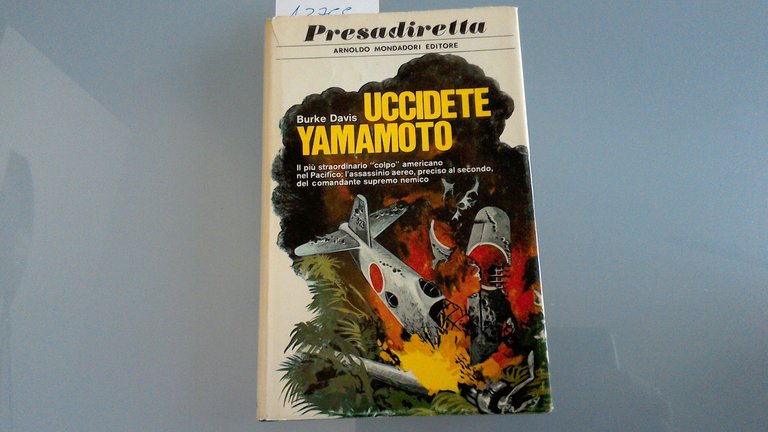 Presadiretta
ARNOLDO MONDADORI EDITORE
Burke Davis UCCIDETE
YAMAMOTO
Il più straordinario "colpo" americano
nel Pacifico: l'assassinio aereo, preciso al secondo,
del comandante supremo nemico